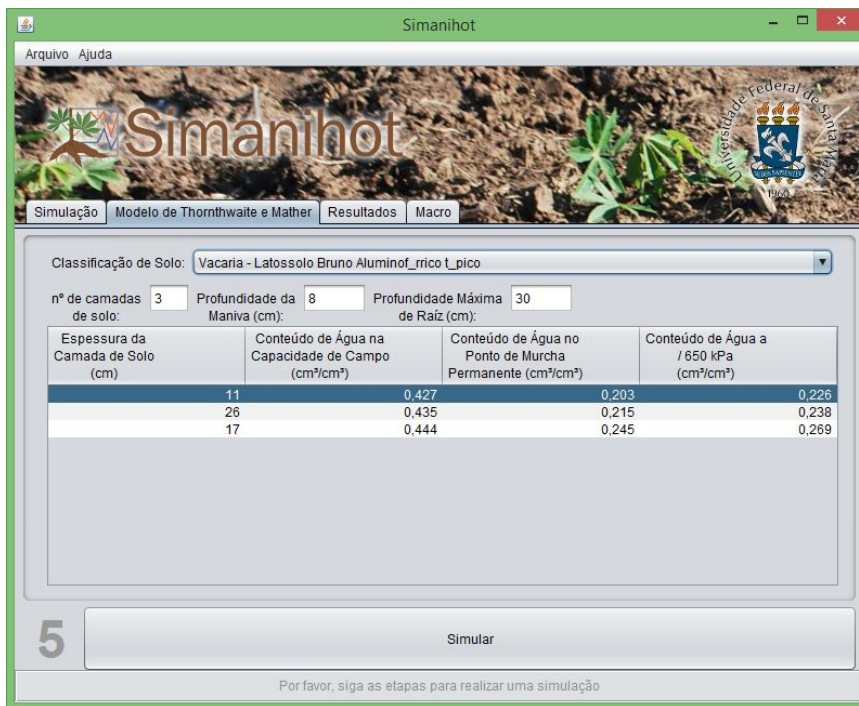 Simanihot
Arquivo Ajuda
Simanihot
Universidade Federal de Santa Maria
SEDES SAPIENTIAE
1960
Simulação Modelo de Thornthwaite e Mather Resultados Macro
Classificação de Solo: Vacaria - Latossolo Bruno Aluminof_rrico t_pico
nº de camadas de solo: 3 Profundidade da Maniva (cm): 8 Profundidade Máxima de Raíz (cm): 30
Espessura da Camada de Solo (cm) Conteúdo de Água na Capacidade de Campo (cm³/cm³) Conteúdo de Água no Ponto de Murcha Permanente (cm³/cm³) Conteúdo de Água a / 650 kPa (cm³/cm³)
11 0,427 0,203 0,226
26 0,435 0,215 0,238
17 0,444 0,245 0,269
5 Simular
Por favor, siga as etapas para realizar uma simulação